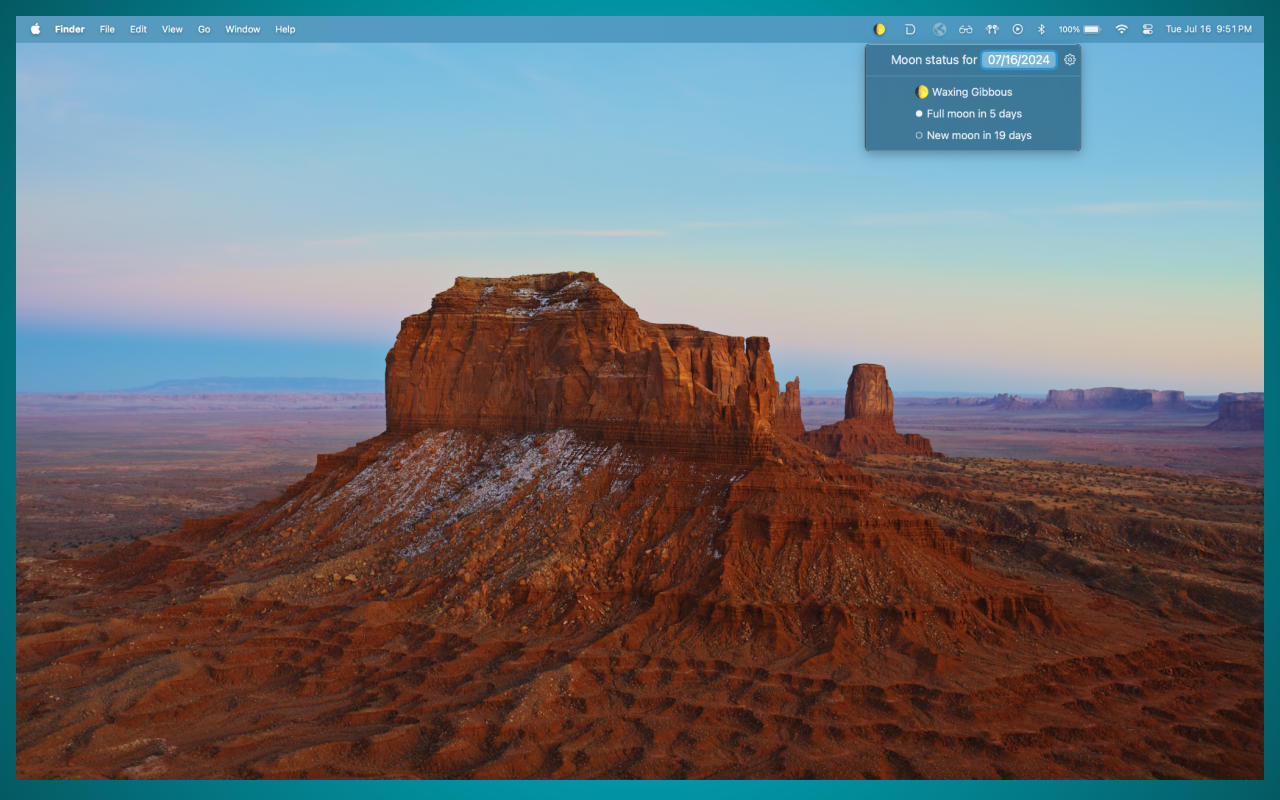 Finder File Edit View Go Window Help 100% Tue Jul 16 9:51 PM
Moon status for 07/16/2024
Waxing Gibbous
Full moon in 5 days
New moon in 19 days